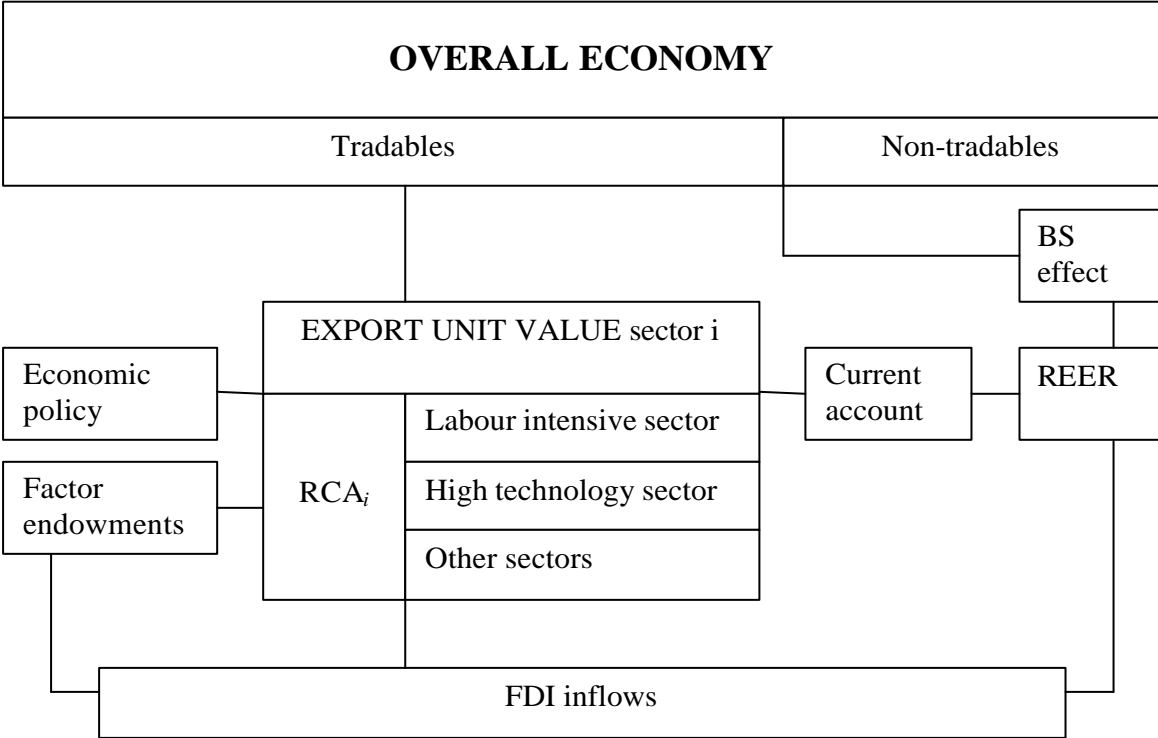 OVERALL ECONOMY
Tradables
Non-tradables
BS
effect
EXPORT UNIT VALUE sector i
Economic
policy
Current
account
REER
Labour intensive sector
Factor
endowments
RCAi
High technology sector
Other sectors
FDI inflows